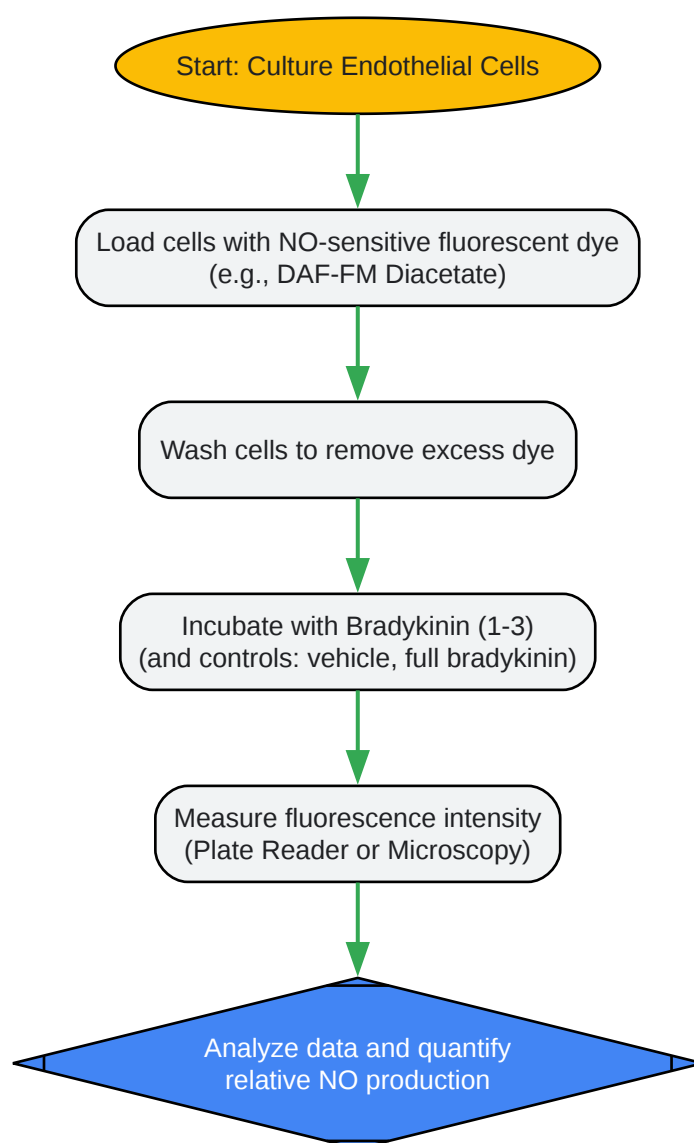 Start: Culture Endothelial Cells
Load cells with NO-sensitive fluorescent dye
(e.g., DAF-FM Diacetate)
Wash cells to remove excess dye
Incubate with Bradykinin (1-3)
(and controls: vehicle, full bradykinin)
Measure fluorescence intensity
(Plate Reader or Microscopy)
Analyze data and quantify
relative NO production